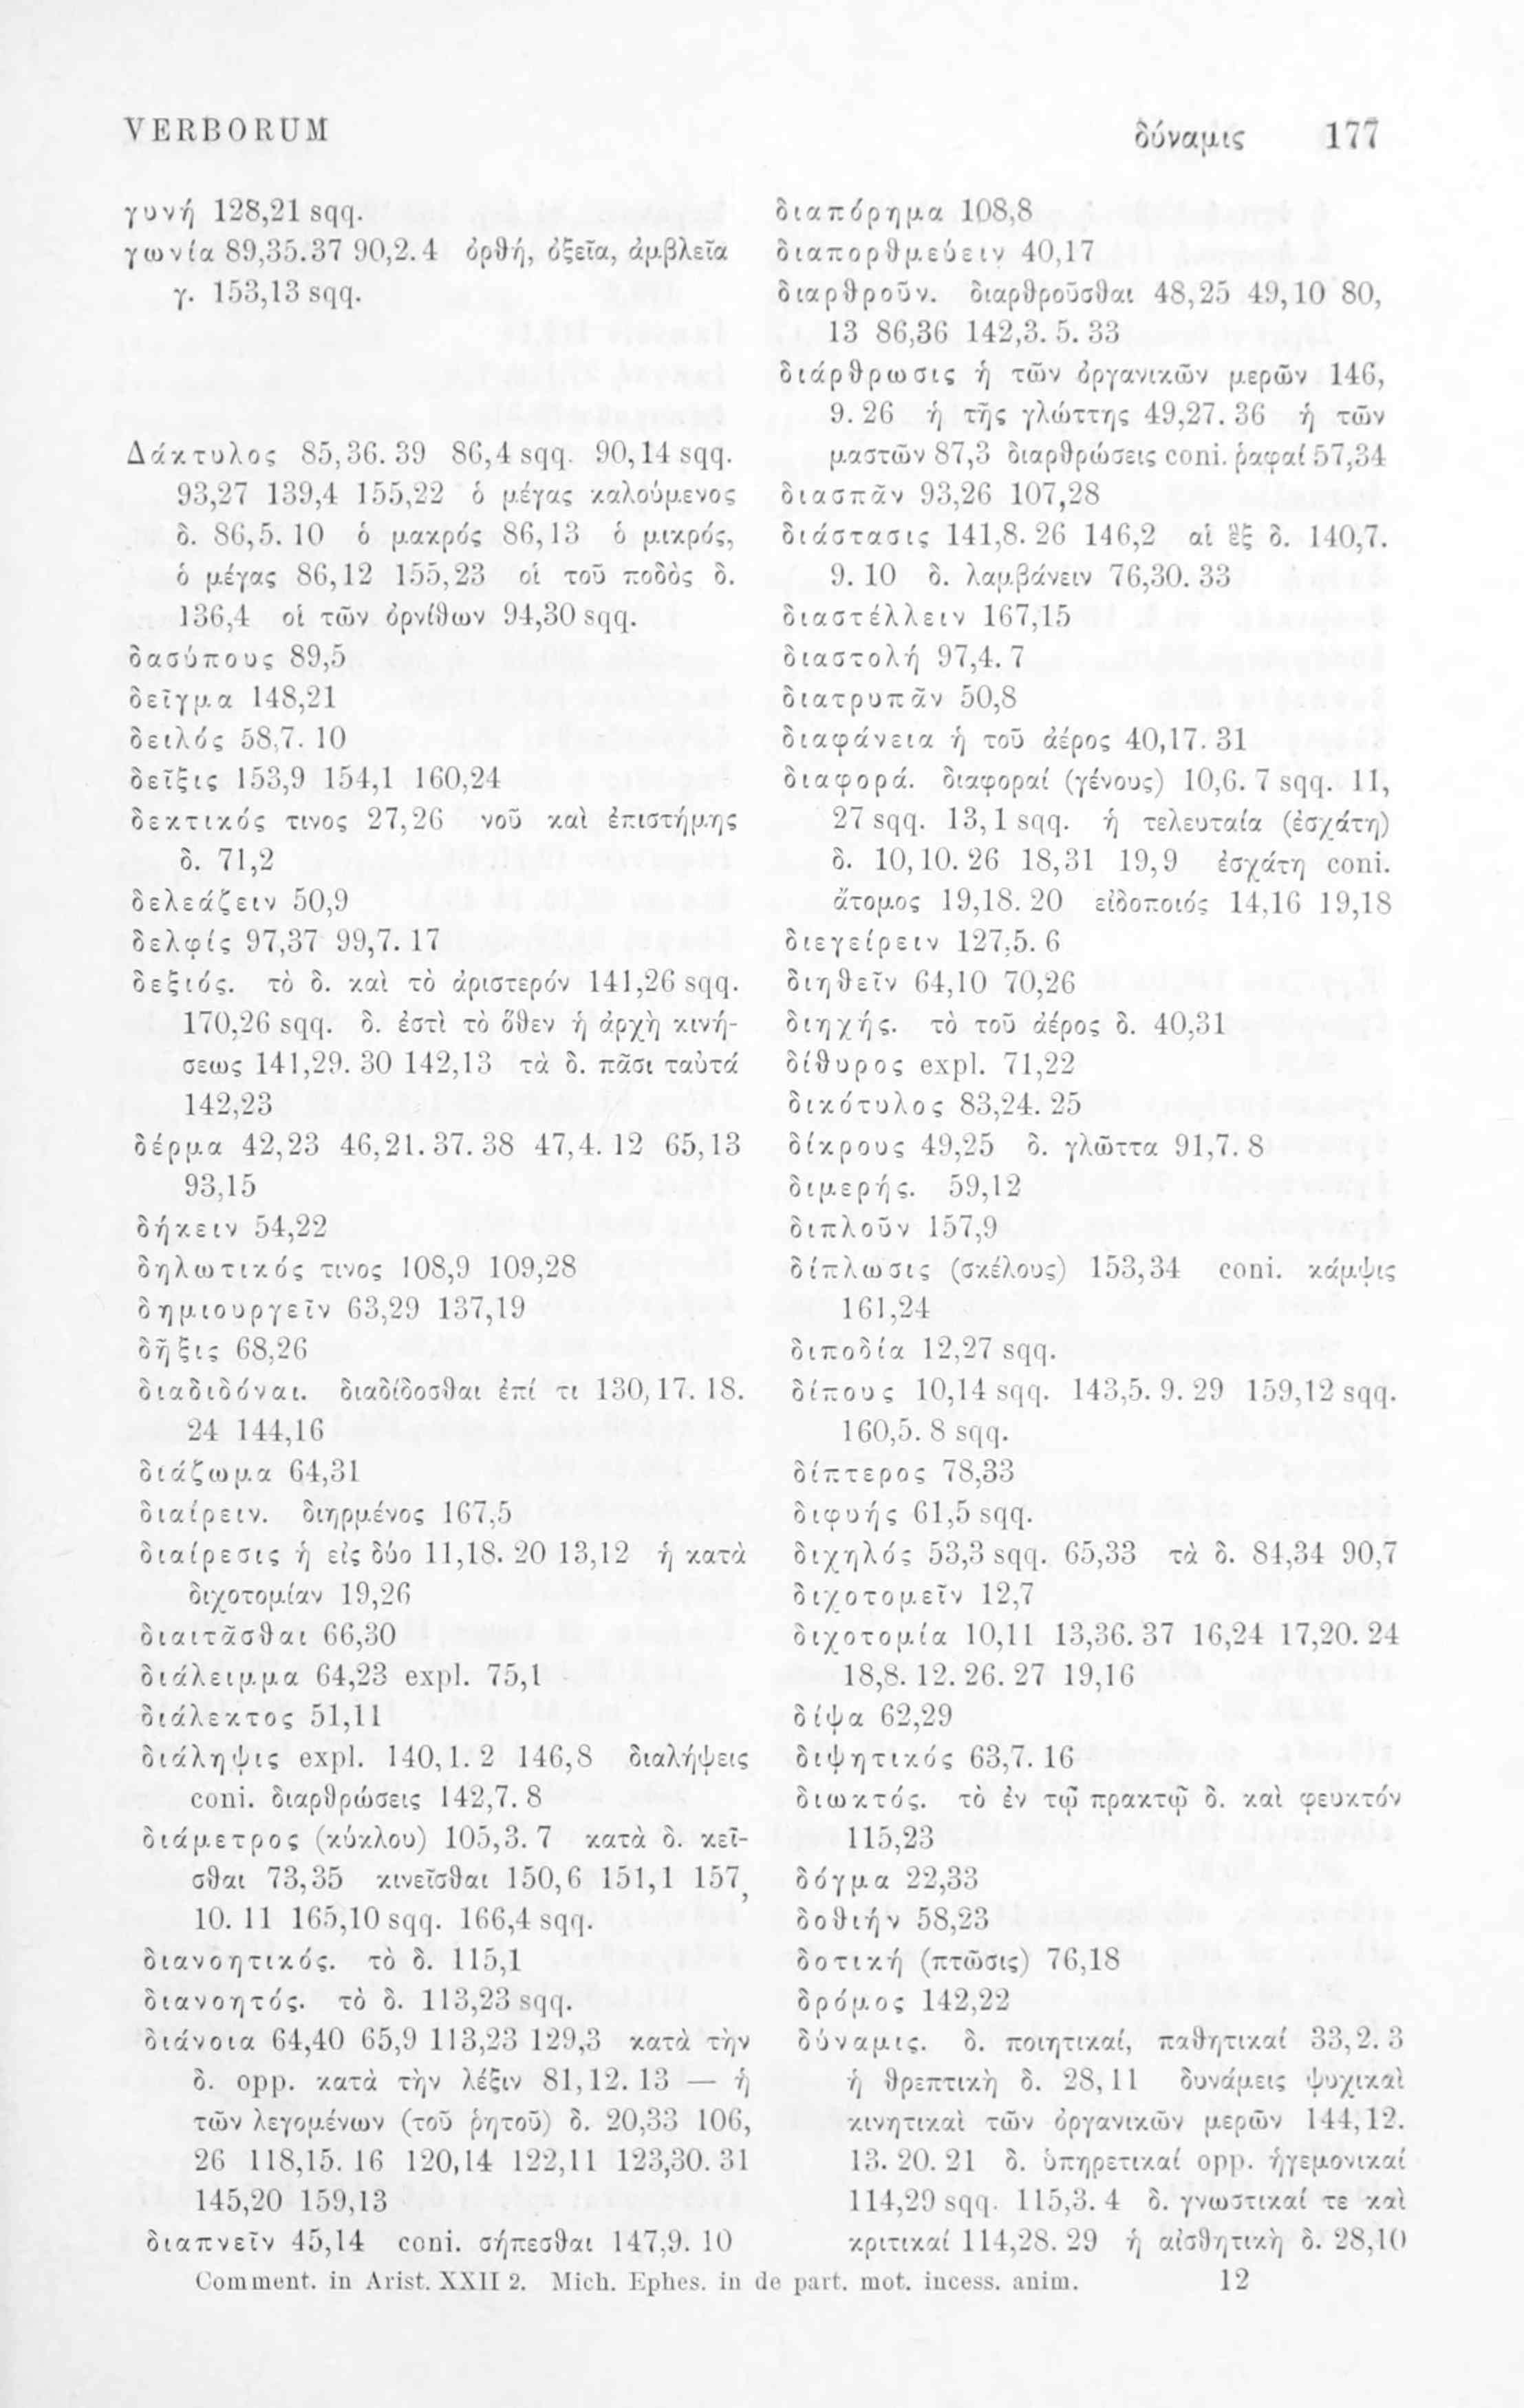 VERBORUM
δύναμις 177
γυνή 128,21 sqq.
γωνία 89,35.37 90,2.4 ὀρθή, ὀξεῖα, ἀμβλεῖα
γ. 153,13 sqq.
Δάκτυλος 85,36.39 86,4 sqq. 90,14 sqq.
93,27 139,4 155,22 ὁ μέγας καλούμενος
δ. 86,5.10 ὁ μακρός 86,13 ὁ μικρός,
ὁ μέγας 86,12 155,23 οἱ τοῦ ποδὸς δ.
136,4 οἱ τῶν ὀρνίθων 94,30 sqq.
δασύπους 89,5
δεῖγμα 148,21
δειλός 58,7. 10
δεῖξις 153,9 154,1 160,24
δεκτικός τινος 27,26 νοῦ καὶ ἐπιστήμης
δ. 71,2
δελεάζειν 50,9
δελφίς 97,37 99,7. 17
δεξιός. τὸ δ. καὶ τὸ ἀριστερόν 141,26 sqq.
170,26 sqq. δ. ἐστὶ τὸ ὅθεν ἡ ἀρχὴ κινή-
σεως 141,29. 30 142,13 τὰ δ. πᾶσι ταὐτά
142,23
δέρμα 42,23 46,21. 37. 38 47,4. 12 65,13
93,15
δήκειν 54,22
δηλωτικός τινος 108,9 109,28
δημιουργεῖν 63,29 137,19
δῆξις 68,26
διαδιδόναι. διαδίδοσθαι ἐπί τι 130,17. 18.
24 144,16
διάζωμα 64,31
διαίρειν. διηρμένος 167,5
διαίρεσις ἡ εἰς δύο 11,18. 20 13,12 ἡ κατὰ
διχοτομίαν 19,26
διαιτᾶσθαι 66,30
διάλειμμα 64,23 expl. 75,1
διάλεκτος 51,11
διάληψις expl. 140,1. 2 146,8 διαλήψεις
coni. διαρθρώσεις 142,7. 8
διάμετρος (κύκλου) 105,3. 7 κατὰ δ. κεῖ-
σθαι 73,35 κινεῖσθαι 150,6 151,1 157,
10. 11 165,10 sqq. 166,4 sqq.
διανοητικός. τὸ δ. 115,1
διανοητός. τὸ δ. 113,23 sqq.
διάνοια 64,40 65,9 113,23 129,3 κατὰ τὴν
δ. opp. κατὰ τὴν λέξιν 81,12. 13 — ἡ
τῶν λεγομένων (τοῦ ῥητοῦ) δ. 20,33 106,
26 118,15. 16 120,14 122,11 123,30. 31
145,20 159,13
διαπνεῖν 45,14 coni. σήπεσθαι 147,9. 10
διαπόρημα 108,8
διαπορθμεύειν 40,17
διαρθροῦν. διαρθροῦσθαι 48,25 49,10 80,
13 86,36 142,3. 5. 33
διάρθρωσις ἡ τῶν ὀργανικῶν μερῶν 146,
9. 26 ἡ τῆς γλώττης 49,27. 36 ἡ τῶν
μαστῶν 87,3 διαρθρώσεις coni. ῥαφαί 57,34
διασπᾶν 93,26 107,28
διάστασις 141,8. 26 146,2 αἱ ἓξ δ. 140,7.
9. 10 δ. λαμβάνειν 76,30. 33
διαστέλλειν 167,15
διαστολή 97,4. 7
διατρυπᾶν 50,8
διαφάνεια ἡ τοῦ ἀέρος 40,17. 31
διαφορά. διαφοραί (γένους) 10,6. 7 sqq. 11,
27 sqq. 13,1 sqq. ἡ τελευταία (ἐσχάτη)
δ. 10,10. 26 18,31 19,9 ἐσχάτη coni.
ἄτομος 19,18. 20 εἰδοποιός 14,16 19,18
διεγείρειν 127,5. 6
διηθεῖν 64,10 70,26
διηχής. τὸ τοῦ ἀέρος δ. 40,31
δίθυρος expl. 71,22
δικότυλος 83,24. 25
δίκρους 49,25 δ. γλῶττα 91,7. 8
διμερής. 59,12
διπλοῦν 157,9
δίπλωσις (σκέλους) 153,34 coni. κάμψις
161,24
διποδία 12,27 sqq.
δίπους 10,14 sqq. 143,5. 9. 29 159,12 sqq.
160,5. 8 sqq.
δίπτερος 78,33
διφυής 61,5 sqq.
διχηλός 53,3 sqq. 65,33 τὰ δ. 84,34 90,7
διχοτομεῖν 12,7
διχοτομία 10,11 13,36. 37 16,24 17,20. 24
18,8. 12. 26. 27 19,16
δίψα 62,29
διψητικός 63,7. 16
διωκτός. τὸ ἐν τῷ πρακτῷ δ. καὶ φευκτόν
115,23
δόγμα 22,33
δοθιήν 58,23
δοτική (πτῶσις) 76,18
δρόμος 142,22
δύναμις. δ. ποιητικαί, παθητικαί 33,2. 3
ἡ θρεπτικὴ δ. 28,11 δυνάμεις ψυχικαὶ
κινητικαὶ τῶν ὀργανικῶν μερῶν 144,12.
13. 20. 21 δ. ὑπηρετικαί opp. ἡγεμονικαί
114,29 sqq. 115,3. 4 δ. γνωστικαί τε καὶ
κριτικαί 114,28. 29 ἡ αἰσθητικὴ δ. 28,10
Comment. in Arist. XXII 2. Mich. Ephes. in de part. mot. incess. anim. 12